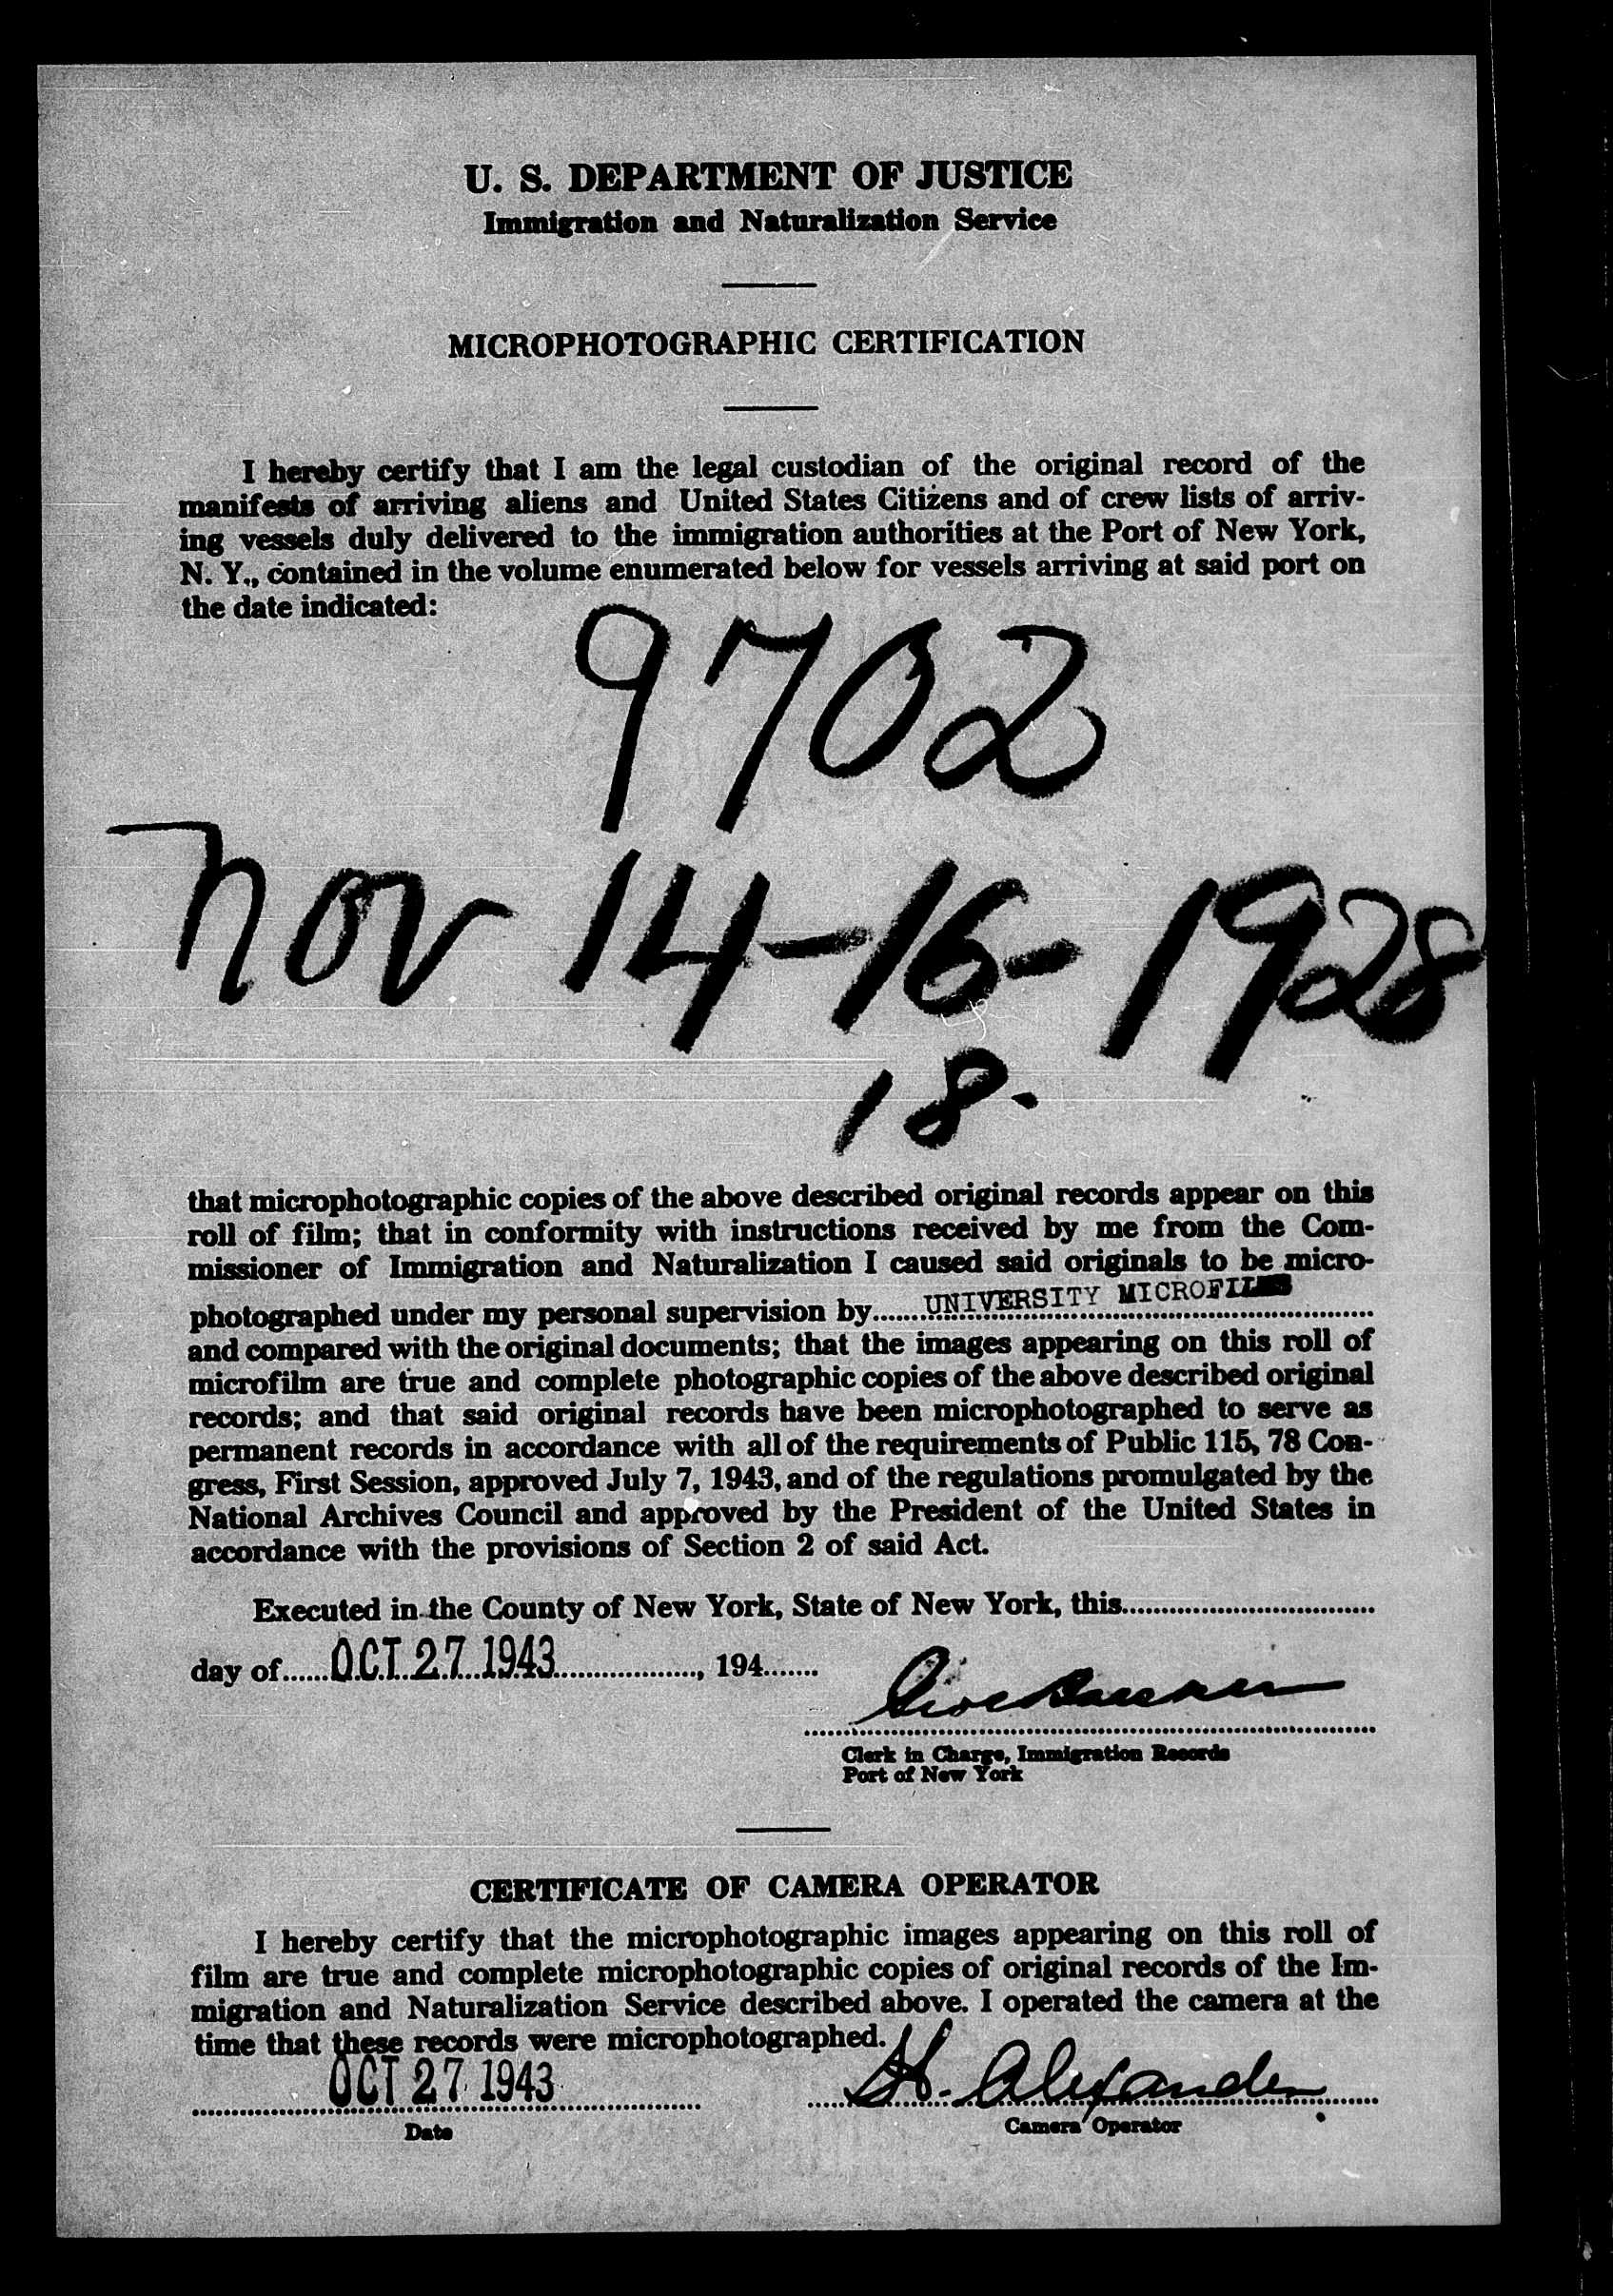 U. S. DEPARTMENT OF JUSTICE
Immigration and Naturalization Service
MICROPHOTOGRAPHIC CERTIFICATION
I hereby certify that I am the legal custodian of the original record of the
manifests of arriving aliens and United States Citizens and of crew lists of arriv-
ing vessels duly delivered to the immigration authorities at the Port of New York,
N. Y., contained in the volume enumerated below for vessels arriving at said port on
the date indicated:
9702
Nov 14-16-1928
18.
that microphotographic copies of the above described original records appear on this
roll of film; that in conformity with instructions received by me from the Com-
missioner of Immigration and Naturalization I caused said originals to be micro-
photographed under my personal supervision by......UNIVERSITY MICROFILMS
and compared with the original documents; that the images appearing on this roll of
microfilm are true and complete photographic copies of the above described original
records; and that said original records have been microphotographed to serve as
permanent records in accordance with all of the requirements of Public 115, 78 Con-
gress, First Session, approved July 7, 1943, and of the regulations promulgated by the
National Archives Council and approved by the President of the United States in
accordance with the provisions of Section 2 of said Act.
Executed in the County of New York, State of New York, this................................
day of......OCT 27 1943.................., 194.......
Clerk in Charge, Immigration Records
Port of New York
CERTIFICATE OF CAMERA OPERATOR
I hereby certify that the microphotographic images appearing on this roll of
film are true and complete microphotographic copies of original records of the Im-
migration and Naturalization Service described above. I operated the camera at the
time that these records were microphotographed.
OCT 27 1943 H. Alexander
Date Camera Operator